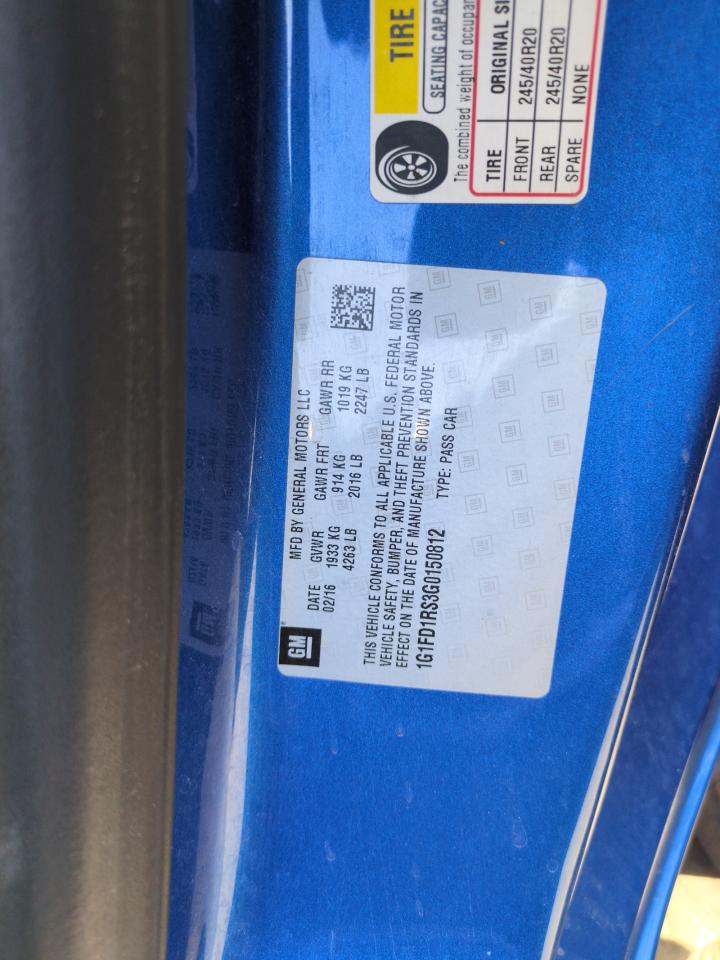 GM
MFD BY GENERAL MOTORS LLC
DATE GVWR GAWR FRT GAWR RR
02/16 1933 KG 914 KG 1019 KG
4263 LB 2016 LB 2247 LB
THIS VEHICLE CONFORMS TO ALL APPLICABLE U.S. FEDERAL MOTOR
VEHICLE SAFETY, BUMPER, AND THEFT PREVENTION STANDARDS IN
EFFECT ON THE DATE OF MANUFACTURE SHOWN ABOVE.
1G1FD1RS3G0150812 TYPE: PASS CAR
TIRE
SEATING CAPAC
The combined weight of occupan
TIRE ORIGINAL SI
FRONT 245/40R20
REAR 245/40R20
SPARE NONE